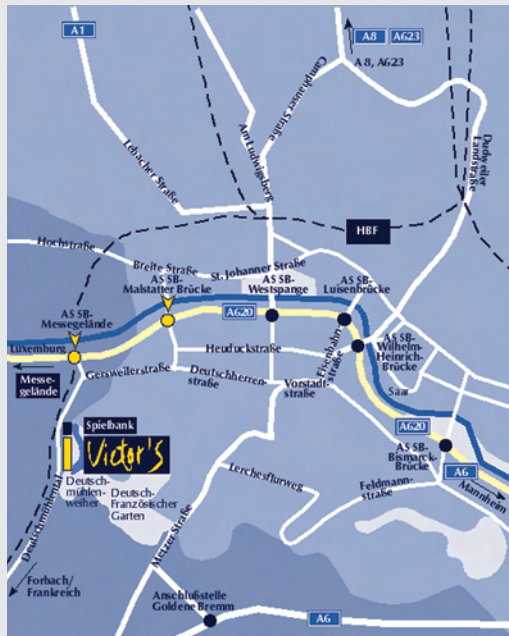 A1
A8 A623
A 8, A623
Camphauser Straße
Am Ludwigsberg
Lebacher Straße
Dudweiler
Landstraße
HBF
Hochstraße
Breite Straße
St. Johanner Straße
AS SB-
Malstatter Brücke
AS SB-
Westspange
AS SB-
Luisenbrücke
AS SB-
Messegelände
A620
Luxemburg
Heuduckstraße
Eisenbahn-
straße
AS SB-
Wilhelm-
Heinrich-
Brücke
Messe-
gelände
Gersweilerstraße
Deutschherren-
straße
Vorstadt-
straße
Saar
Spielbank
Victor's
A620
AS SB-
Bismarck-
Brücke
A6
Mannheim
Deutsch-
mühlen-
weiher
Deutsch-
Französischer
Garten
Deutschmühlental
Lerchesflurweg
Feldmann-
straße
Metzer Straße
Forbach/
Frankreich
Anschlußstelle
Goldene Bremm
A6